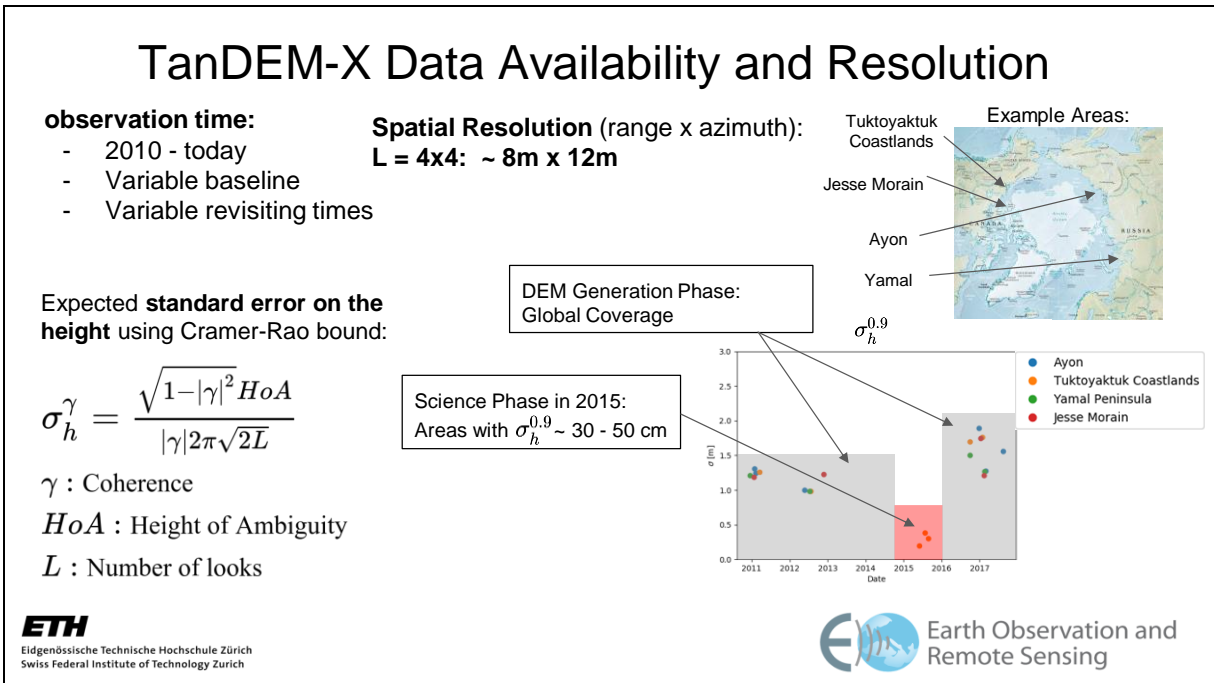 TanDEM-X Data Availability and Resolution
observation time:
- 2010 - today
- Variable baseline
- Variable revisiting times
Spatial Resolution (range x azimuth):
L = 4x4: ~ 8m x 12m
Example Areas:
Tuktoyaktuk
Coastlands
Jesse Morain
Ayon
Yamal
CANADA
RUSSIA
Expected standard error on the
height using Cramer-Rao bound:
σ_h^γ = √(1−|γ|²) HoA / (|γ|2π√(2L))
γ : Coherence
HoA : Height of Ambiguity
L : Number of looks
DEM Generation Phase:
Global Coverage
Science Phase in 2015:
Areas with σ_h^0.9 ~ 30 - 50 cm
σ_h^0.9
3.0
2.5
2.0
1.5
1.0
0.5
0.0
σ [m]
2011 2012 2013 2014 2015 2016 2017
Date
Ayon
Tuktoyaktuk Coastlands
Yamal Peninsula
Jesse Morain
ETH
Eidgenössische Technische Hochschule Zürich
Swiss Federal Institute of Technology Zurich
Earth Observation and
Remote Sensing